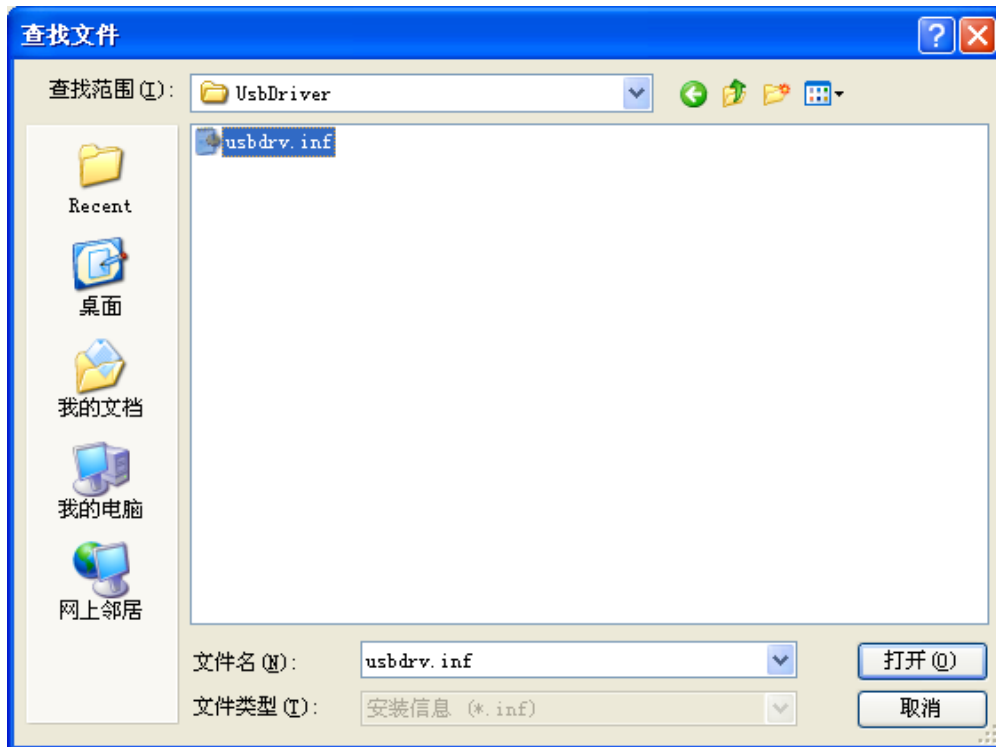 查找文件
查找范围(I):
UsbDriver
usbdrv.inf
Recent
桌面
我的文档
我的电脑
网上邻居
文件名(N):
usbdrv.inf
打开(O)
文件类型(T):
安装信息 (*.inf)
取消